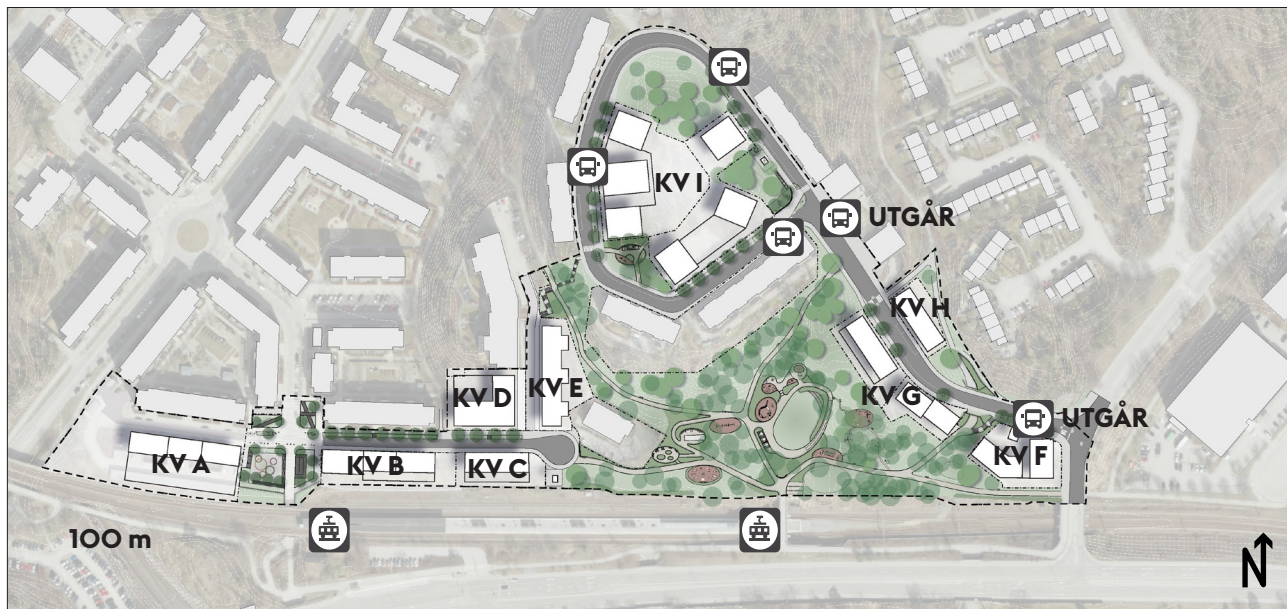 KV I
UTGÅR
KV H
KV E
KV D
KV G
UTGÅR
KV A
KV B
KV C
KV F
100 m
N